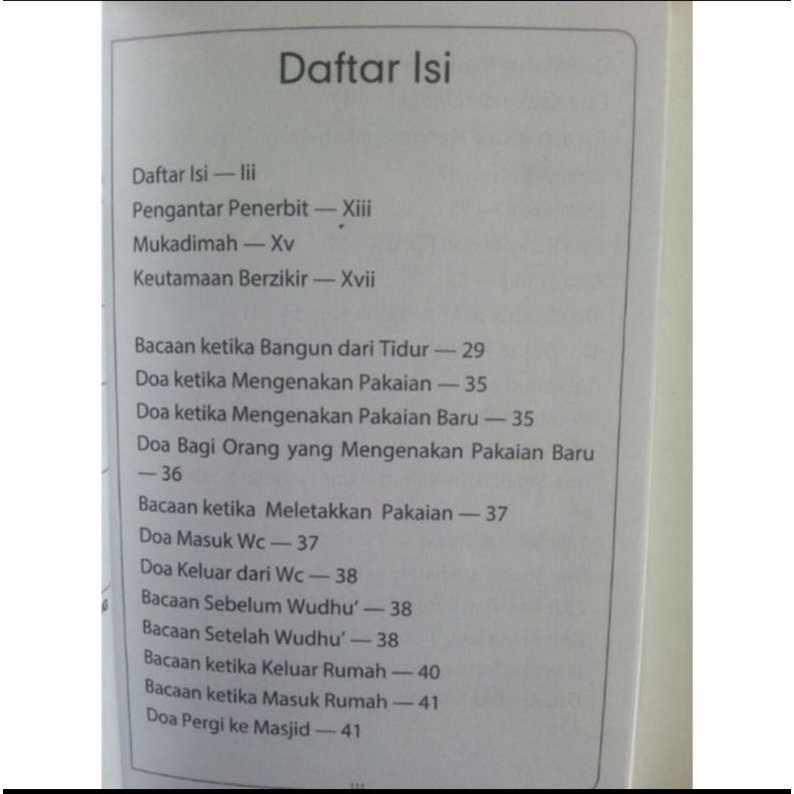 Daftar Isi
Daftar Isi — Iii
Pengantar Penerbit — Xiii
Mukadimah — Xv
Keutamaan Berzikir — Xvii
Bacaan ketika Bangun dari Tidur — 29
Doa ketika Mengenakan Pakaian — 35
Doa ketika Mengenakan Pakaian Baru — 35
Doa Bagi Orang yang Mengenakan Pakaian Baru
— 36
Bacaan ketika Meletakkan Pakaian — 37
Doa Masuk Wc — 37
Doa Keluar dari Wc — 38
Bacaan Sebelum Wudhu’ — 38
Bacaan Setelah Wudhu’ — 38
Bacaan ketika Keluar Rumah — 40
Bacaan ketika Masuk Rumah — 41
Doa Pergi ke Masjid — 41